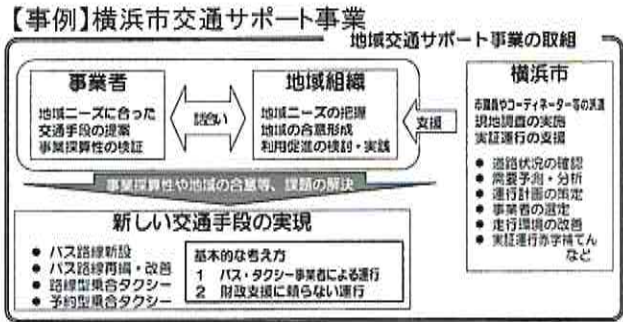 【事例】横浜市交通サポート事業
地域交通サポート事業の取組
事業者
地域ニーズに合った
交通手段の提案
事業採算性の検証
話合い
地域組織
地域ニーズの把握
地域の合意形成
利用促進の検討・実践
支援
横浜市
市職員やコーディネーター等の派遣
現地調査の実施
実証運行の支援
● 道路状況の確認
● 需要予測・分析
● 運行計画の策定
● 事業者の選定
● 走行環境の改善
● 実証運行赤字補てん
など
事業採算性や地域の合意等、課題の解決
新しい交通手段の実現
● バス路線新設
● バス路線再編・改善
● 路線型乗合タクシー
● 予約型乗合タクシー
基本的な考え方
1 バス・タクシー事業者による運行
2 財政支援に頼らない運行